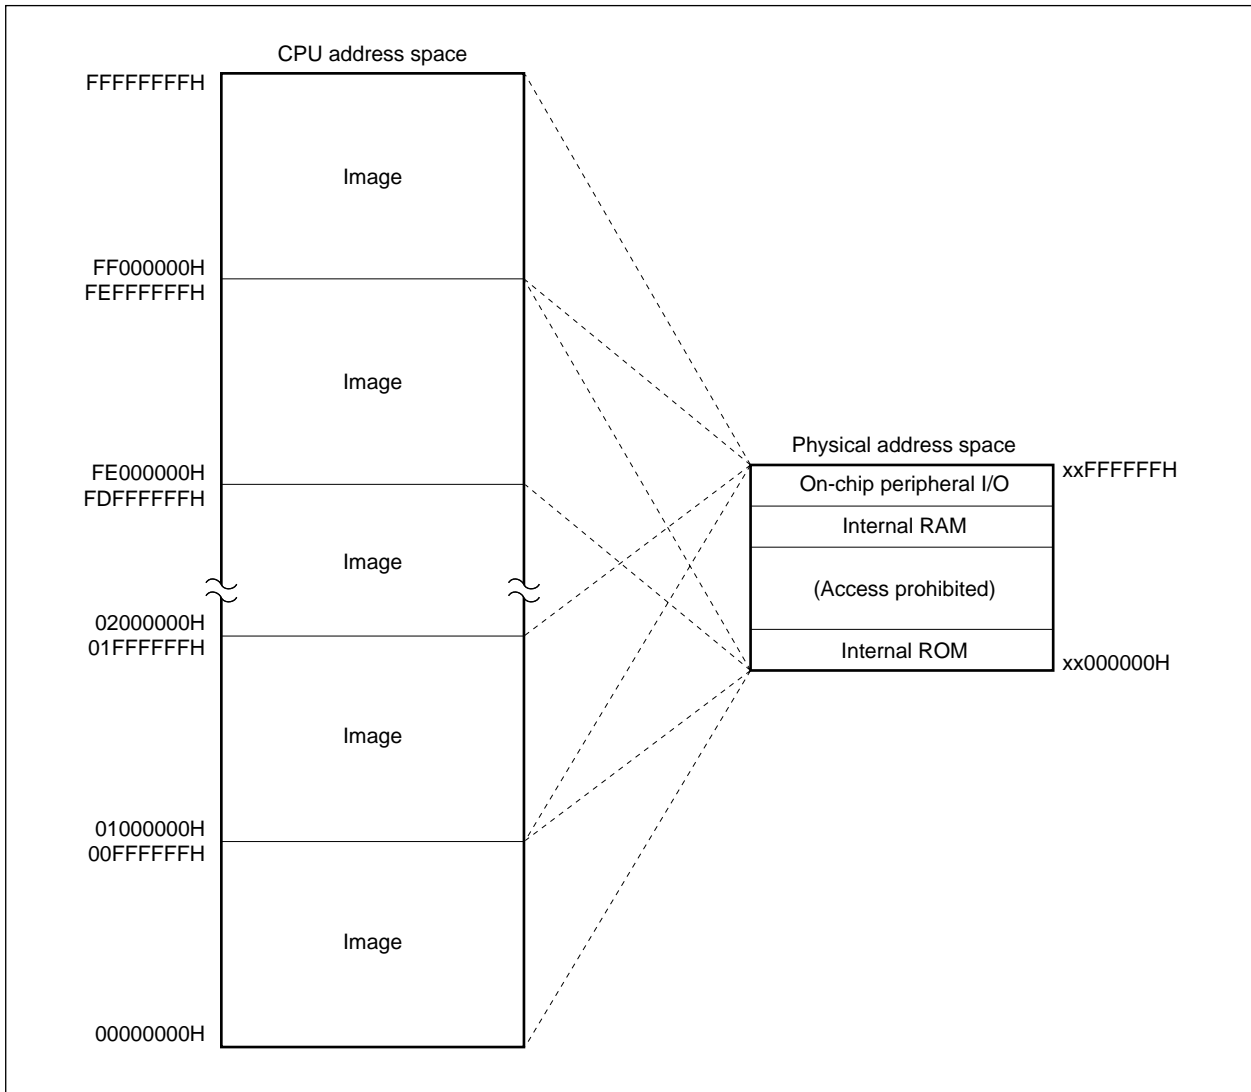 CPU address space
FFFFFFFFH
Image
FF000000H
FEFFFFFFH
Image
FE000000H
FDFFFFFFH
Image
02000000H
01FFFFFFH
Image
01000000H
00FFFFFFH
Image
00000000H
Physical address space
xxFFFFFFH
On-chip peripheral I/O
Internal RAM
(Access prohibited)
Internal ROM
xx000000H